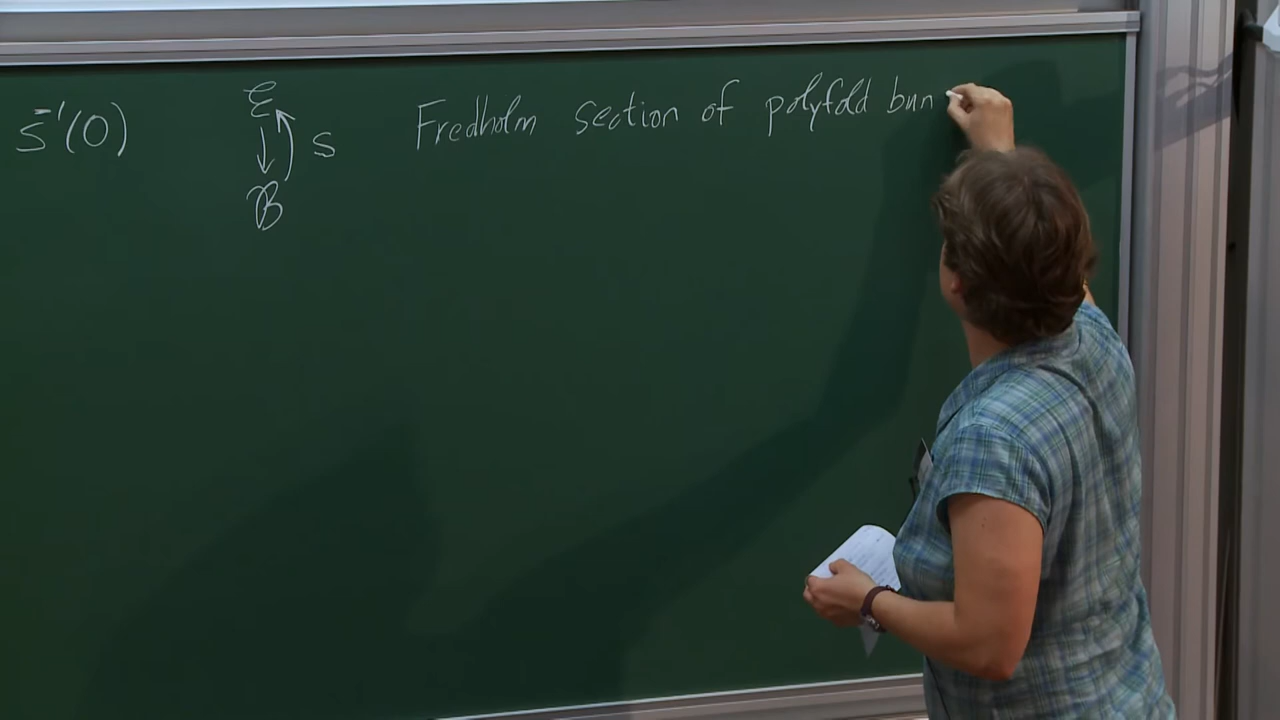 s⁻¹(0) ℰ Fredholm section of polyfold bun
↓ s
ℬ